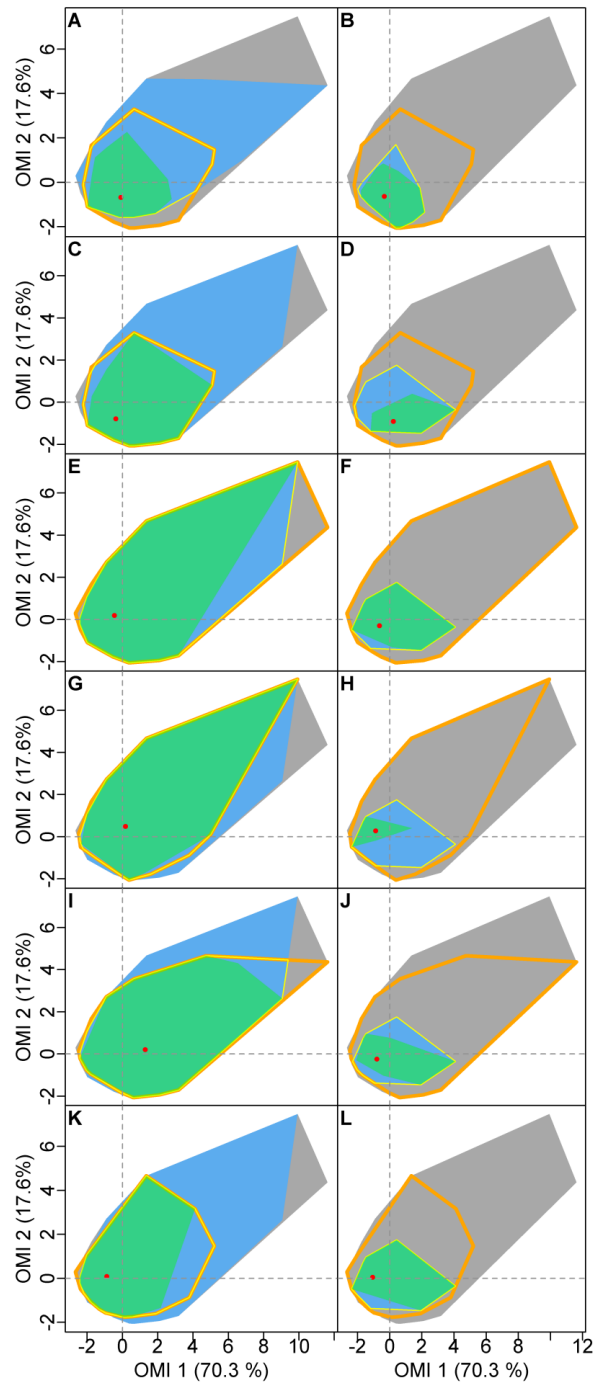 A B
OMI 2 (17.6%) -2 0 2 4 6
C D
OMI 2 (17.6%) -2 0 2 4 6
E F
OMI 2 (17.6%) -2 0 2 4 6
G H
OMI 2 (17.6%) -2 0 2 4 6
I J
OMI 2 (17.6%) -2 0 2 4 6
K L
OMI 2 (17.6%) -2 0 2 4 6
-2 0 2 4 6 8 10 -2 0 2 4 6 8 10 12
OMI 1 (70.3 %) OMI 1 (70.3 %)